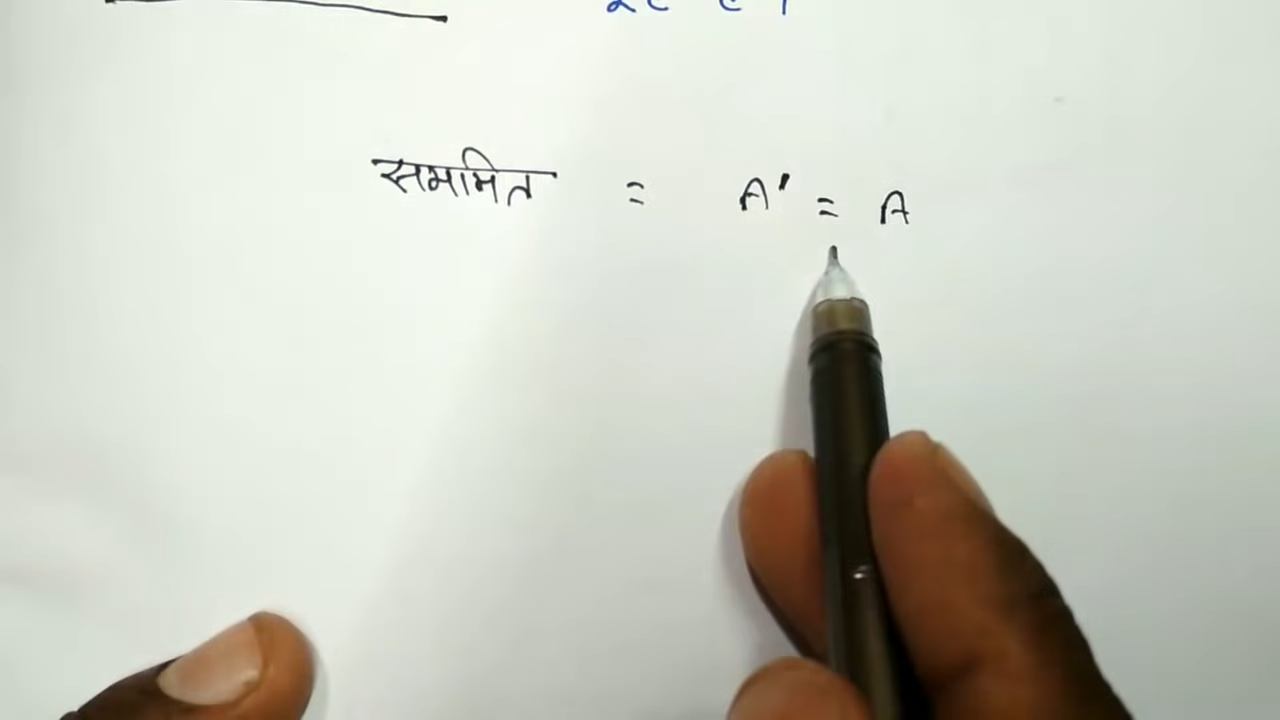 सममित = A' = A